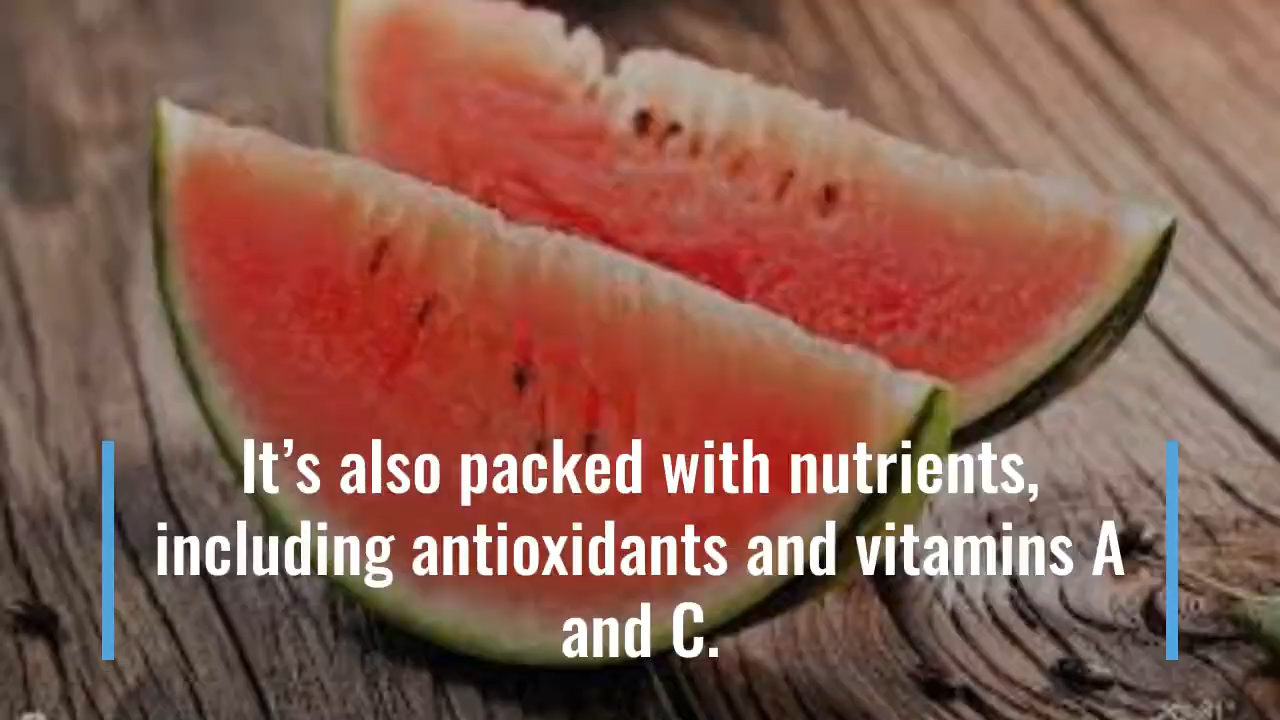 It’s also packed with nutrients,
including antioxidants and vitamins A
and C.